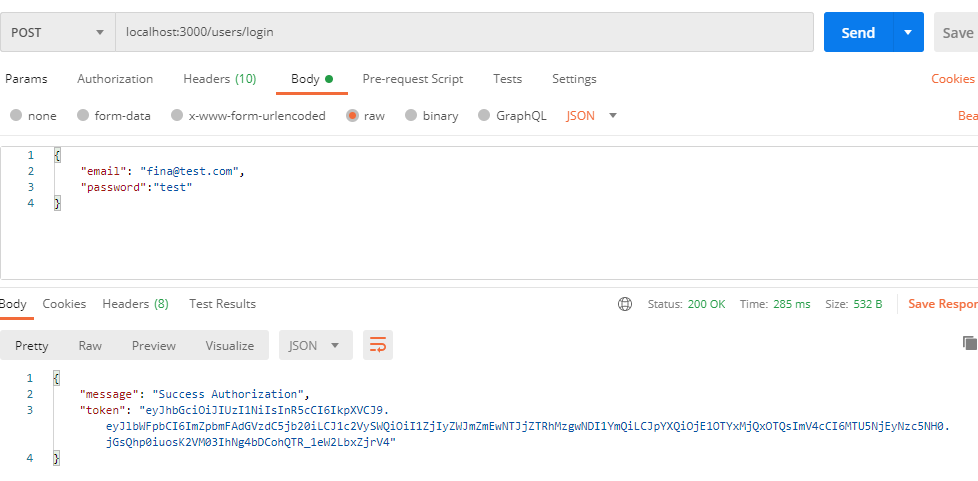 POST localhost:3000/users/login Send Save
Params Authorization Headers (10) Body Pre-request Script Tests Settings Cookies
none form-data x-www-form-urlencoded raw binary GraphQL JSON Bea
1 {
2 "email": "fina@test.com",
3 "password":"test"
4 }
Body Cookies Headers (8) Test Results Status: 200 OK Time: 285 ms Size: 532 B Save Respor
Pretty Raw Preview Visualize JSON
1 {
2 "message": "Success Authorization",
3 "token": "eyJhbGciOiJIUzI1NiIsInR5cCI6IkpXVCJ9.
eyJlbWFpbCI6ImZpbmFAdGVzdC5jb20iLCJ1c2VySWQiOiI1ZjIyZWJmZmEwNTJjZTRhMzgwNDI1YmQiLCJpYXQiOjE1OTYxMjQxOTQsImV4cCI6MTU5NjEyNzc5NH0.
jGsQhp0iuosK2VM03IhNg4bDCohQTR_1eW2LbxZjrV4"
4 }